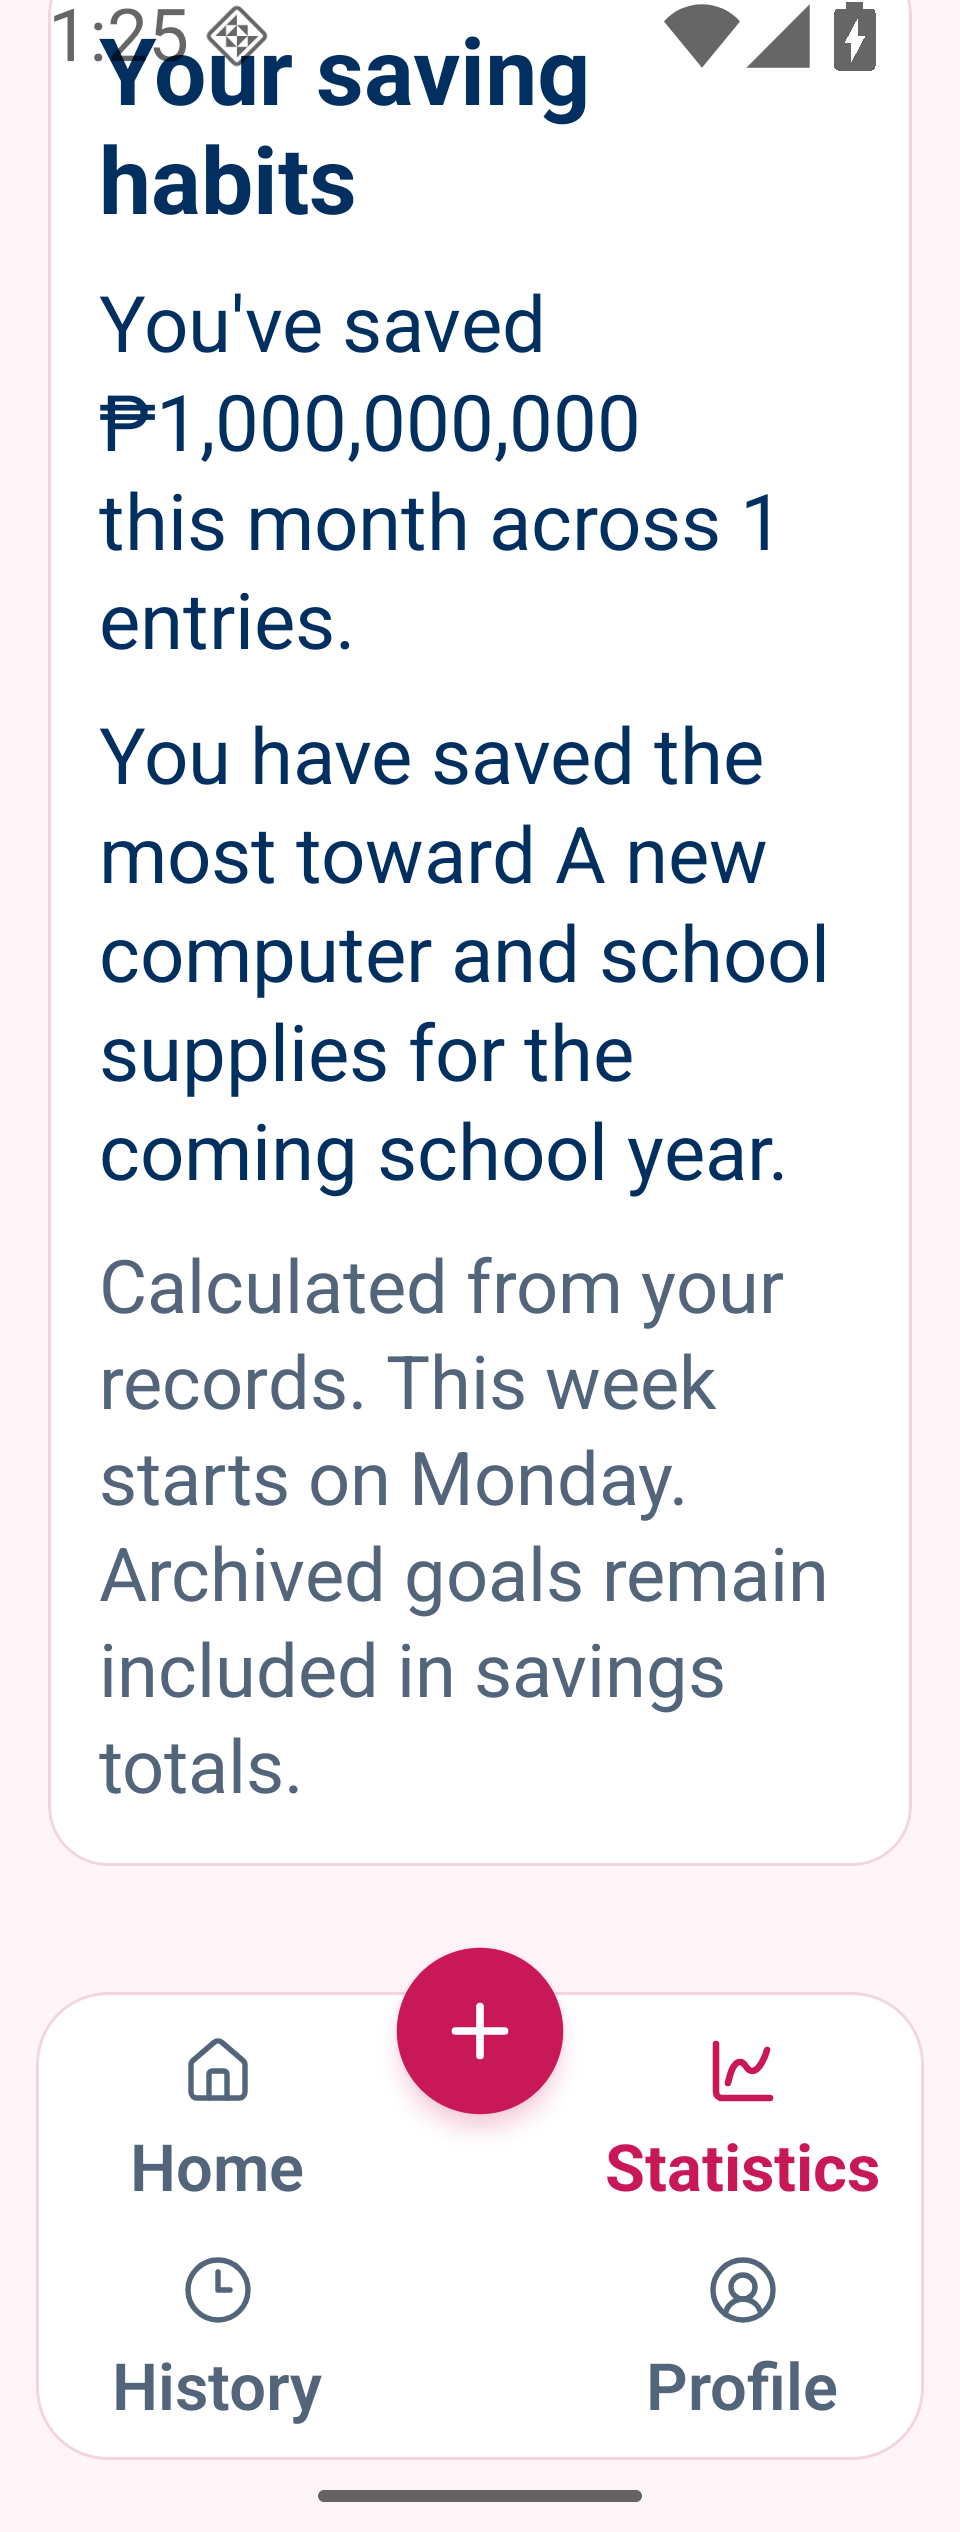 1:25
Your saving
habits
You've saved
₱1,000,000,000
this month across 1
entries.
You have saved the
most toward A new
computer and school
supplies for the
coming school year.
Calculated from your
records. This week
starts on Monday.
Archived goals remain
included in savings
totals.
Home
Statistics
History
Profile